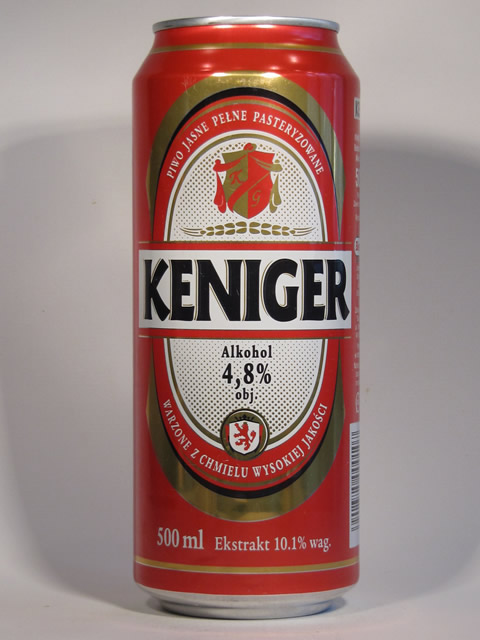 PIWO JASNE PEŁNE PASTERYZOWANE
K
G
KENIGER
Alkohol
4,8%
obj.
WARZONE Z CHMIELU WYSOKIEJ JAKOŚCI
500 ml Ekstrakt 10.1% wag.